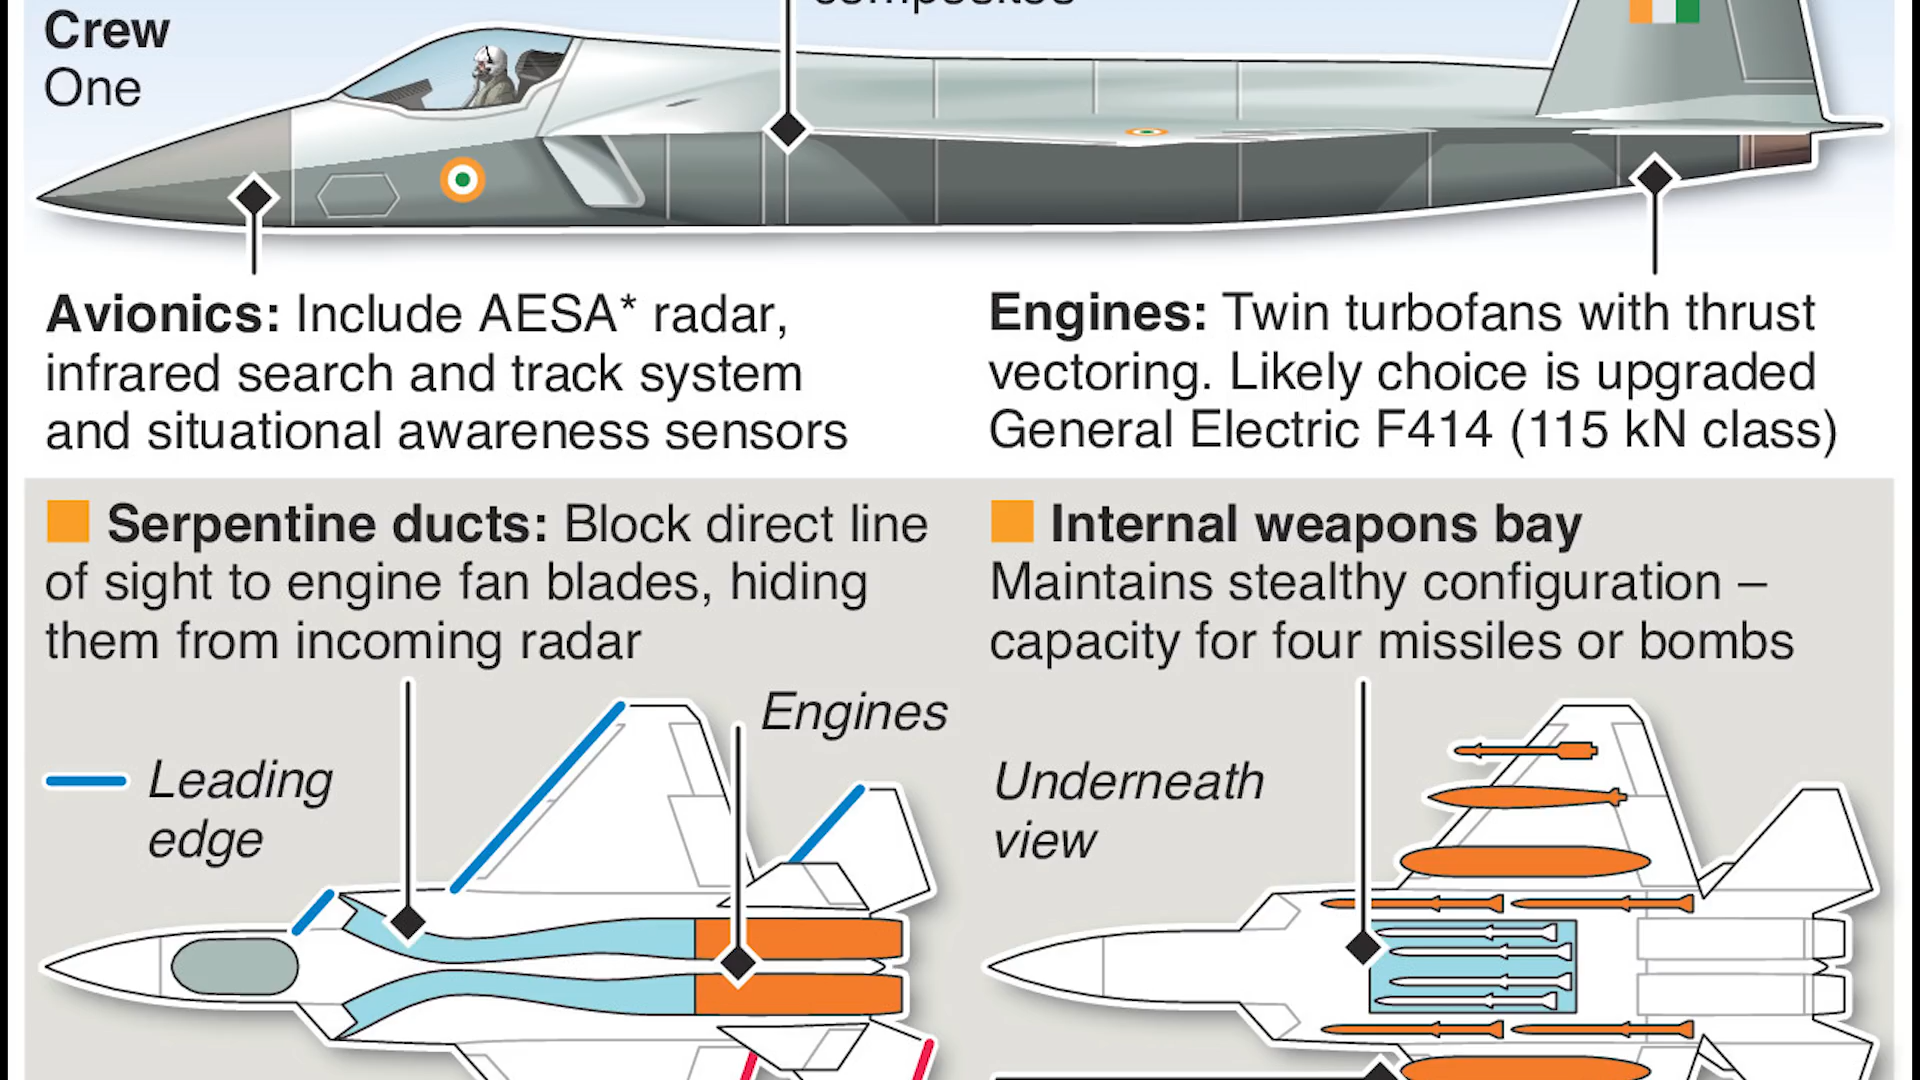 composites
Crew
One
Avionics: Include AESA* radar,
infrared search and track system
and situational awareness sensors
Engines: Twin turbofans with thrust
vectoring. Likely choice is upgraded
General Electric F414 (115 kN class)
Serpentine ducts: Block direct line
of sight to engine fan blades, hiding
them from incoming radar
Internal weapons bay
Maintains stealthy configuration –
capacity for four missiles or bombs
Engines
Leading
edge
Underneath
view